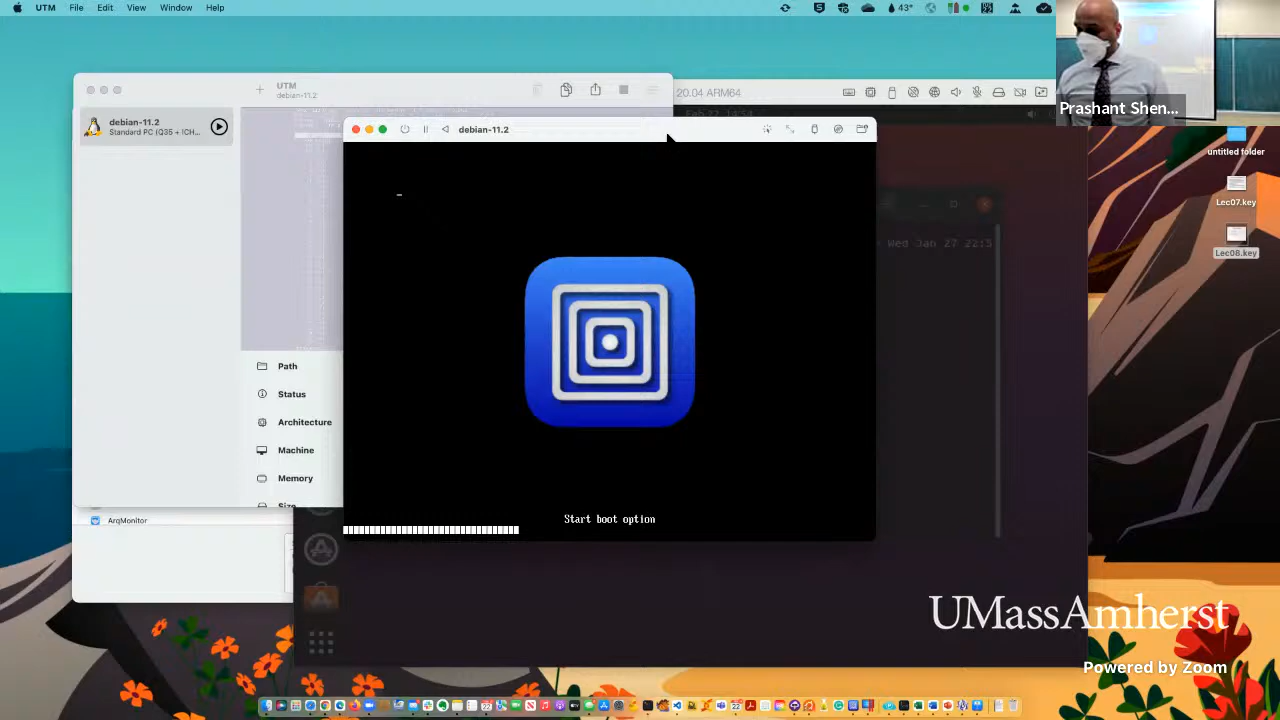 UTM File Edit View Window Help
43°
UTM
debian-11.2
20.04 ARM64
debian-11.2
Standard PC (Q35 + ICH...
debian-11.2
Prashant Shen...
untitled folder
Lec07.key
Lec08.key
Wed Jan 27 22:5
Path
Status
Architecture
Machine
Memory
Size
Start boot option
ArqMonitor
UMassAmherst
Powered by Zoom